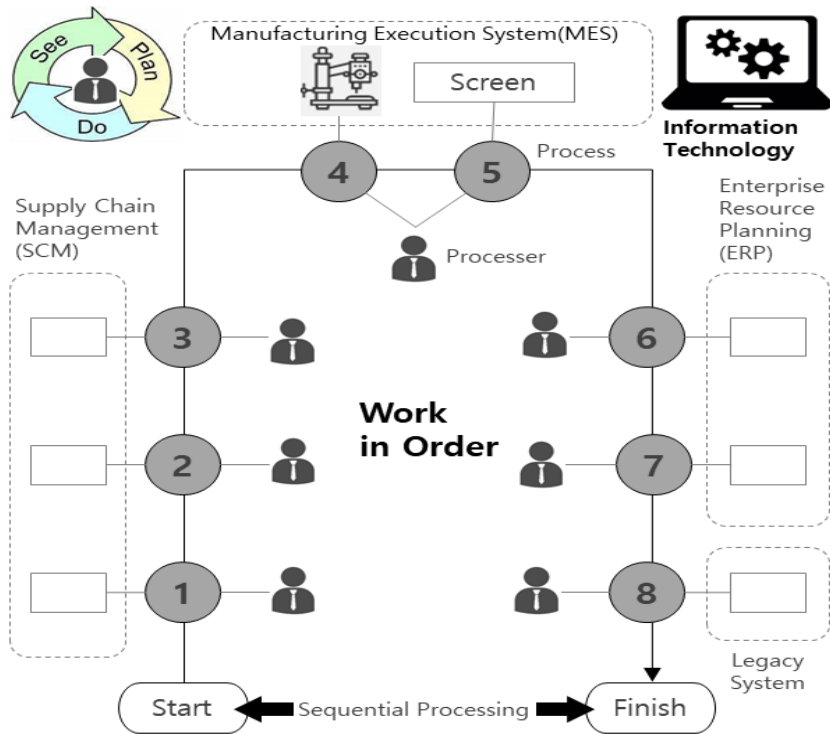 See
Plan
Do
Manufacturing Execution System(MES)
Screen
Information
Technology
4
5
Process
Supply Chain
Management
(SCM)
Enterprise
Resource
Planning
(ERP)
Processer
3
6
Work
in Order
2
7
1
8
Legacy
System
Start
Sequential Processing
Finish